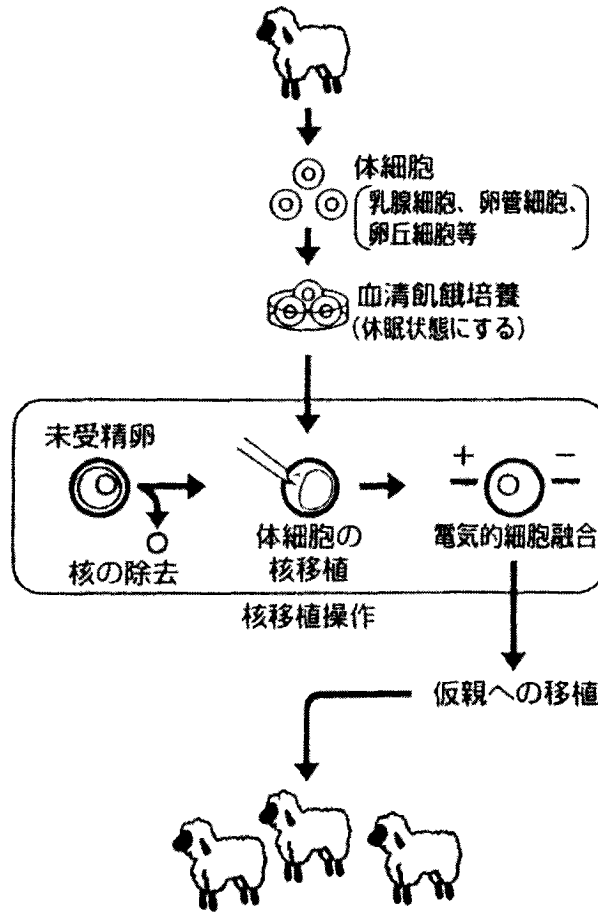 体細胞
(乳腺細胞、卵管細胞、
卵丘細胞等)
血清飢餓培養
(休眠状態にする)
未受精卵
核の除去
体細胞の
核移植
+ −
電気的細胞融合
核移植操作
仮親への移植